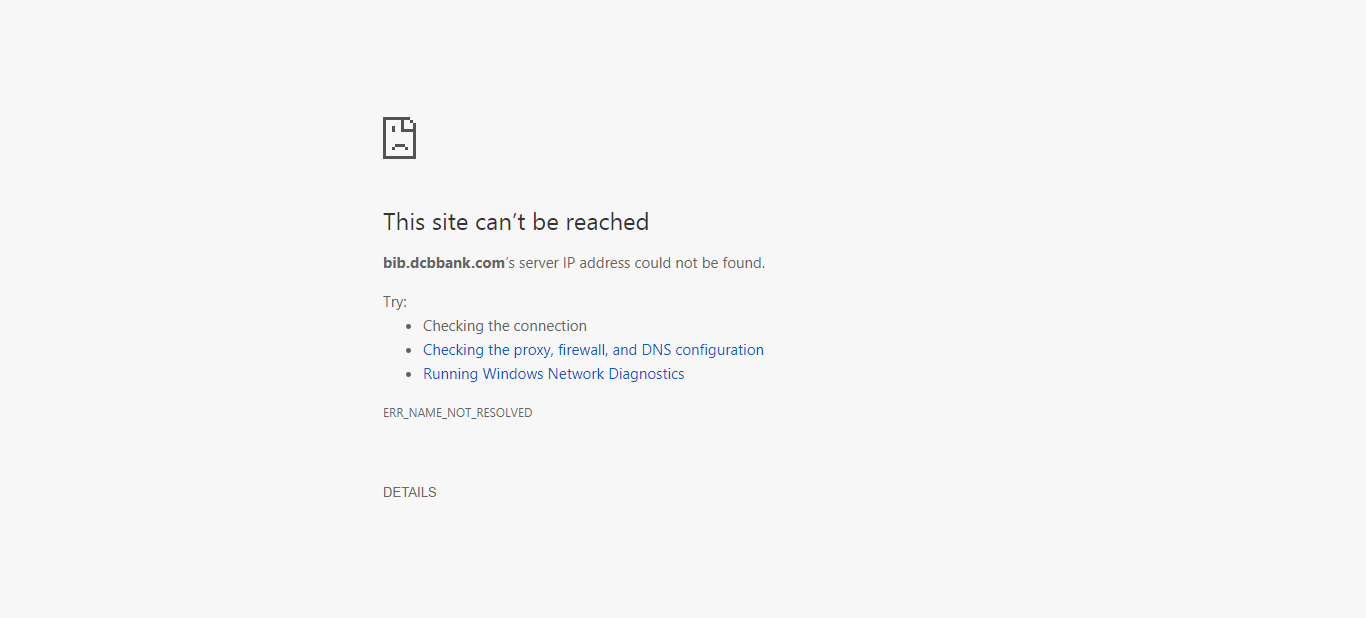 This site can’t be reached
bib.dcbbank.com’s server IP address could not be found.
Try:
• Checking the connection
• Checking the proxy, firewall, and DNS configuration
• Running Windows Network Diagnostics
ERR_NAME_NOT_RESOLVED
DETAILS